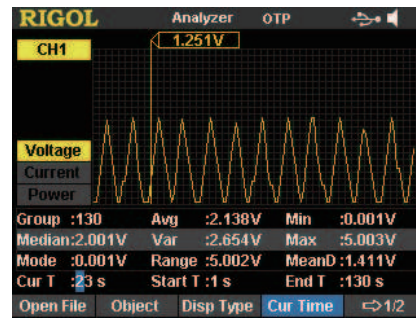 RIGOL Analyzer OTP
CH1
1.251V
Voltage
Current
Power
Group :130 Avg :2.138V Min :0.001V
Median:2.001V Var :2.654V Max :5.003V
Mode :0.001V Range :5.002V MeanD:1.411V
Cur T :23 s Start T:1 s End T :130 s
Open File Object Disp Type Cur Time ⇨1/2